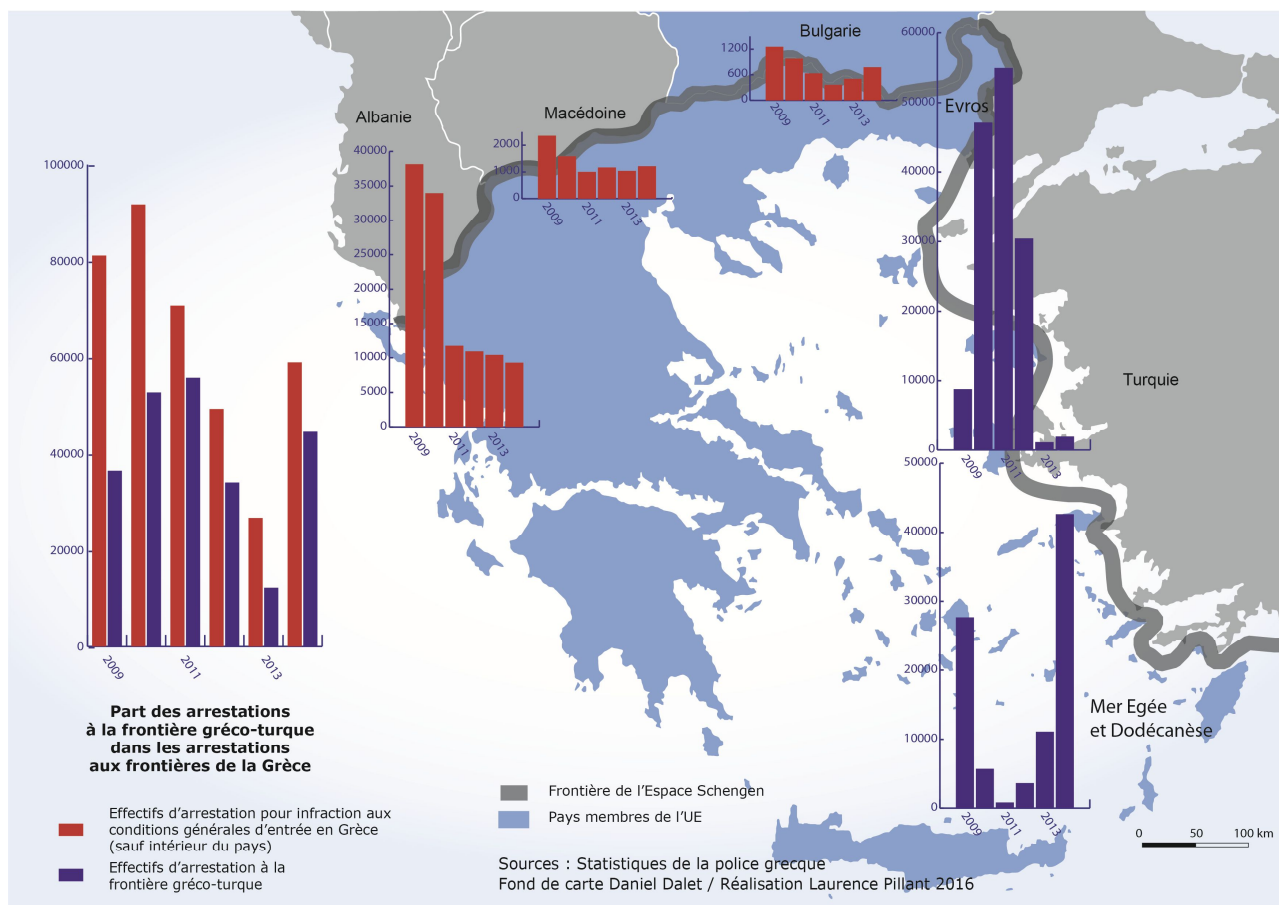 Bulgarie
1200
600
0
2009
2011
2013
Albanie
Macédoine
2000
1000
0
2009
2011
2013
40000
35000
30000
25000
20000
15000
10000
5000
0
2009
2011
2013
60000
Evros
50000
40000
30000
20000
10000
0
2009
2011
2013
Turquie
100000
80000
60000
40000
20000
0
2009
2011
2013
50000
40000
30000
20000
10000
0
2009
2011
2013
Mer Egée
et Dodécanèse
Part des arrestations
à la frontière gréco-turque
dans les arrestations
aux frontières de la Grèce
Effectifs d'arrestation pour infraction aux
conditions générales d'entrée en Grèce
(sauf intérieur du pays)
Effectifs d'arrestation à la
frontière gréco-turque
Frontière de l'Espace Schengen
Pays membres de l'UE
0 50 100 km
Sources : Statistiques de la police grecque
Fond de carte Daniel Dalet / Réalisation Laurence Pillant 2016